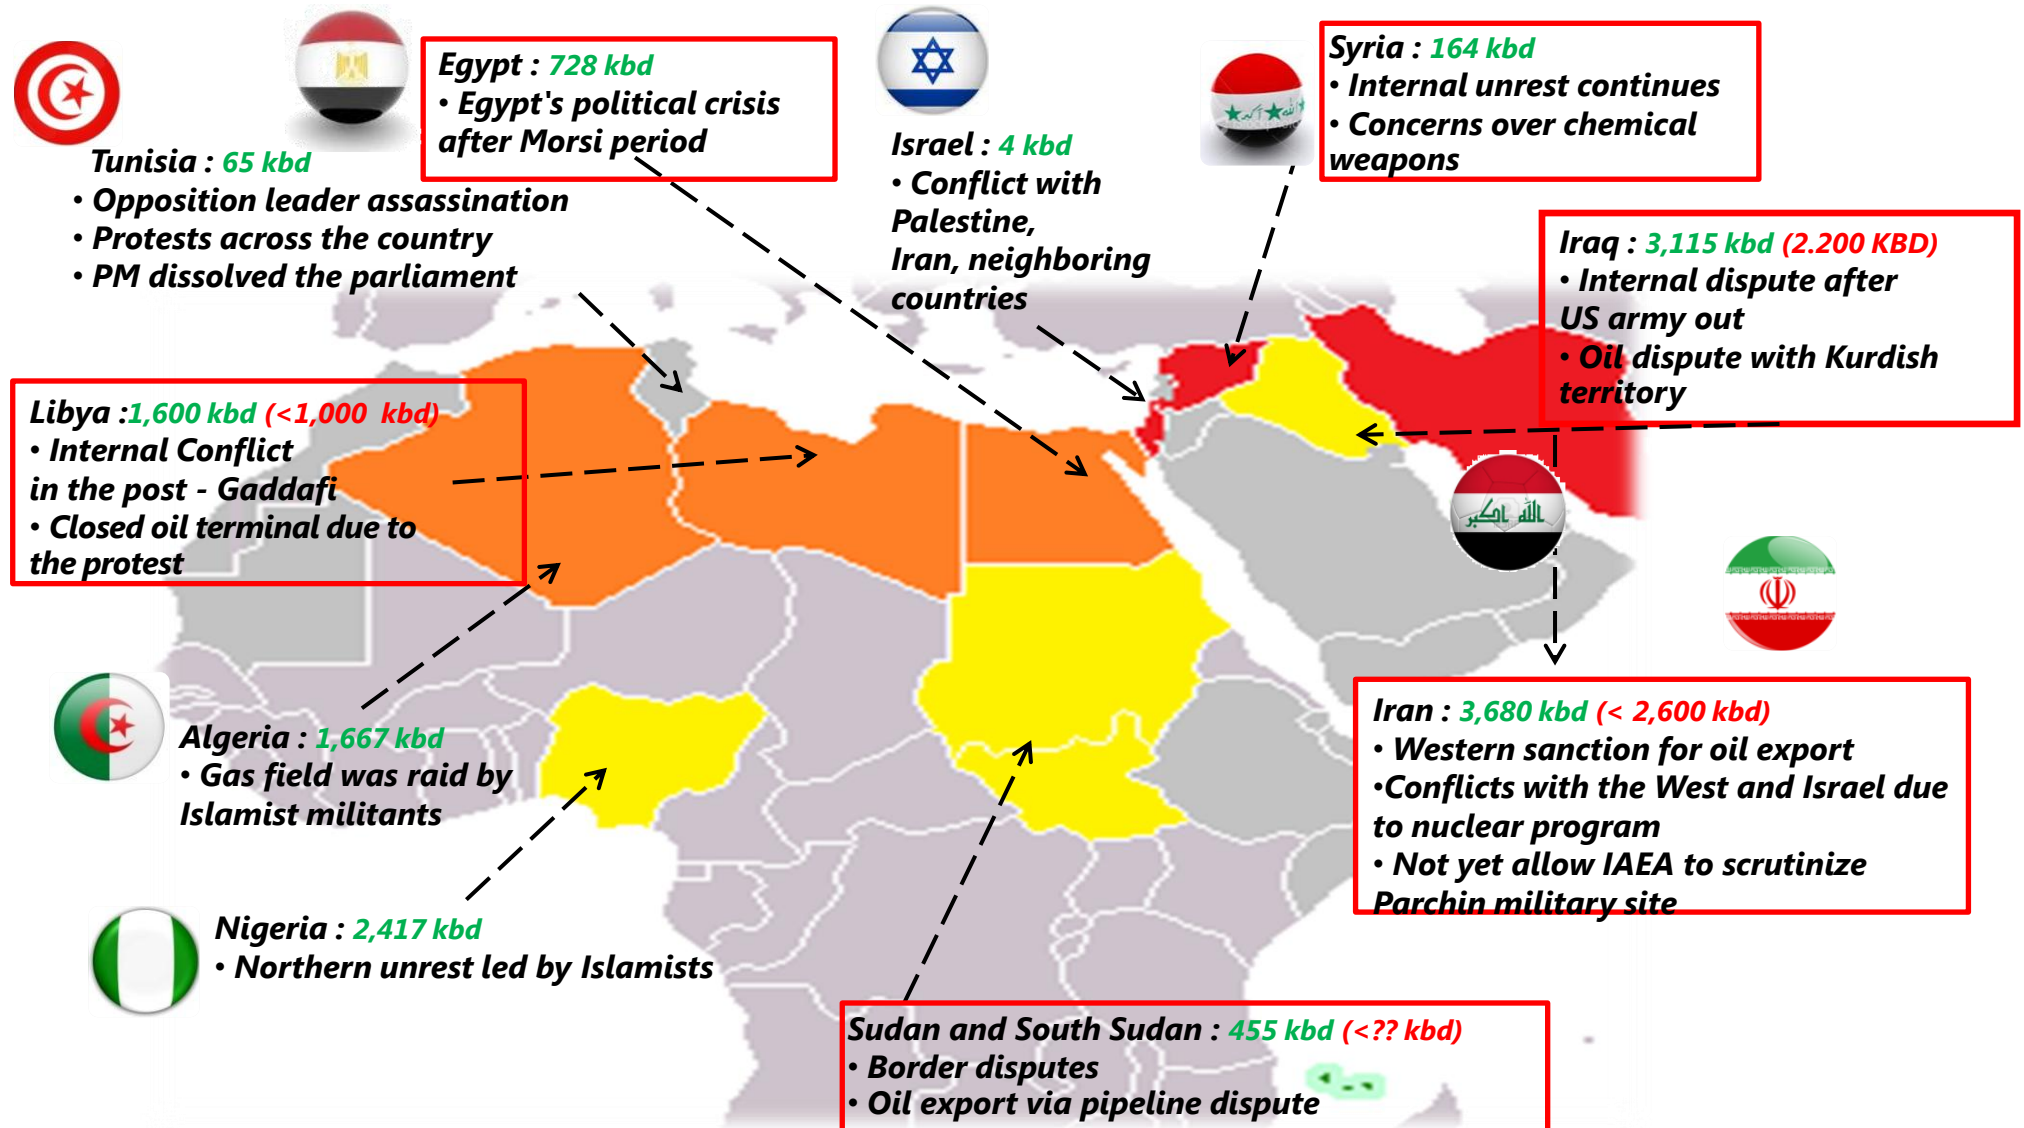 Egypt : 728 kbd
• Egypt's political crisis
after Morsi period
Tunisia : 65 kbd
• Opposition leader assassination
• Protests across the country
• PM dissolved the parliament
Israel : 4 kbd
• Conflict with
Palestine,
Iran, neighboring
countries
Syria : 164 kbd
• Internal unrest continues
• Concerns over chemical
weapons
Iraq : 3,115 kbd (2.200 KBD)
• Internal dispute after
US army out
• Oil dispute with Kurdish
territory
Libya :1,600 kbd (<1,000 kbd)
• Internal Conflict
in the post - Gaddafi
• Closed oil terminal due to
the protest
الله اكبر
Algeria : 1,667 kbd
• Gas field was raid by
Islamist militants
Iran : 3,680 kbd (< 2,600 kbd)
• Western sanction for oil export
•Conflicts with the West and Israel due
to nuclear program
• Not yet allow IAEA to scrutinize
Parchin military site
Nigeria : 2,417 kbd
• Northern unrest led by Islamists
Sudan and South Sudan : 455 kbd (<?? kbd)
• Border disputes
• Oil export via pipeline dispute